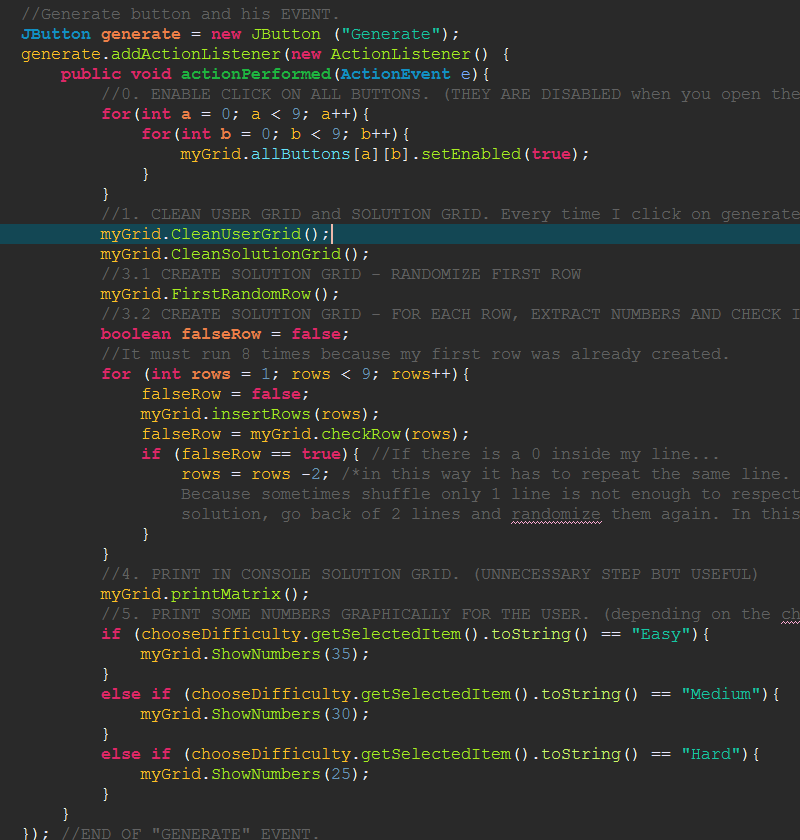 //Generate button and his EVENT.
JButton generate = new JButton ("Generate");
generate.addActionListener(new ActionListener() {
public void actionPerformed(ActionEvent e){
//0. ENABLE CLICK ON ALL BUTTONS. (THEY ARE DISABLED when you open the
for(int a = 0; a < 9; a++){
for(int b = 0; b < 9; b++){
myGrid.allButtons[a][b].setEnabled(true);
}
}
//1. CLEAN USER GRID and SOLUTION GRID. Every time I click on generate
myGrid.CleanUserGrid();
myGrid.CleanSolutionGrid();
//3.1 CREATE SOLUTION GRID - RANDOMIZE FIRST ROW
myGrid.FirstRandomRow();
//3.2 CREATE SOLUTION GRID - FOR EACH ROW, EXTRACT NUMBERS AND CHECK I
boolean falseRow = false;
//It must run 8 times because my first row was already created.
for (int rows = 1; rows < 9; rows++){
falseRow = false;
myGrid.insertRows(rows);
falseRow = myGrid.checkRow(rows);
if (falseRow == true){ //If there is a 0 inside my line...
rows = rows -2; /*in this way it has to repeat the same line.
Because sometimes shuffle only 1 line is not enough to respect
solution, go back of 2 lines and randomize them again. In this
}
}
//4. PRINT IN CONSOLE SOLUTION GRID. (UNNECESSARY STEP BUT USEFUL)
myGrid.printMatrix();
//5. PRINT SOME NUMBERS GRAPHICALLY FOR THE USER. (depending on the ch
if (chooseDifficulty.getSelectedItem().toString() == "Easy"){
myGrid.ShowNumbers(35);
}
else if (chooseDifficulty.getSelectedItem().toString() == "Medium"){
myGrid.ShowNumbers(30);
}
else if (chooseDifficulty.getSelectedItem().toString() == "Hard"){
myGrid.ShowNumbers(25);
}
}
}); //END OF "GENERATE" EVENT.